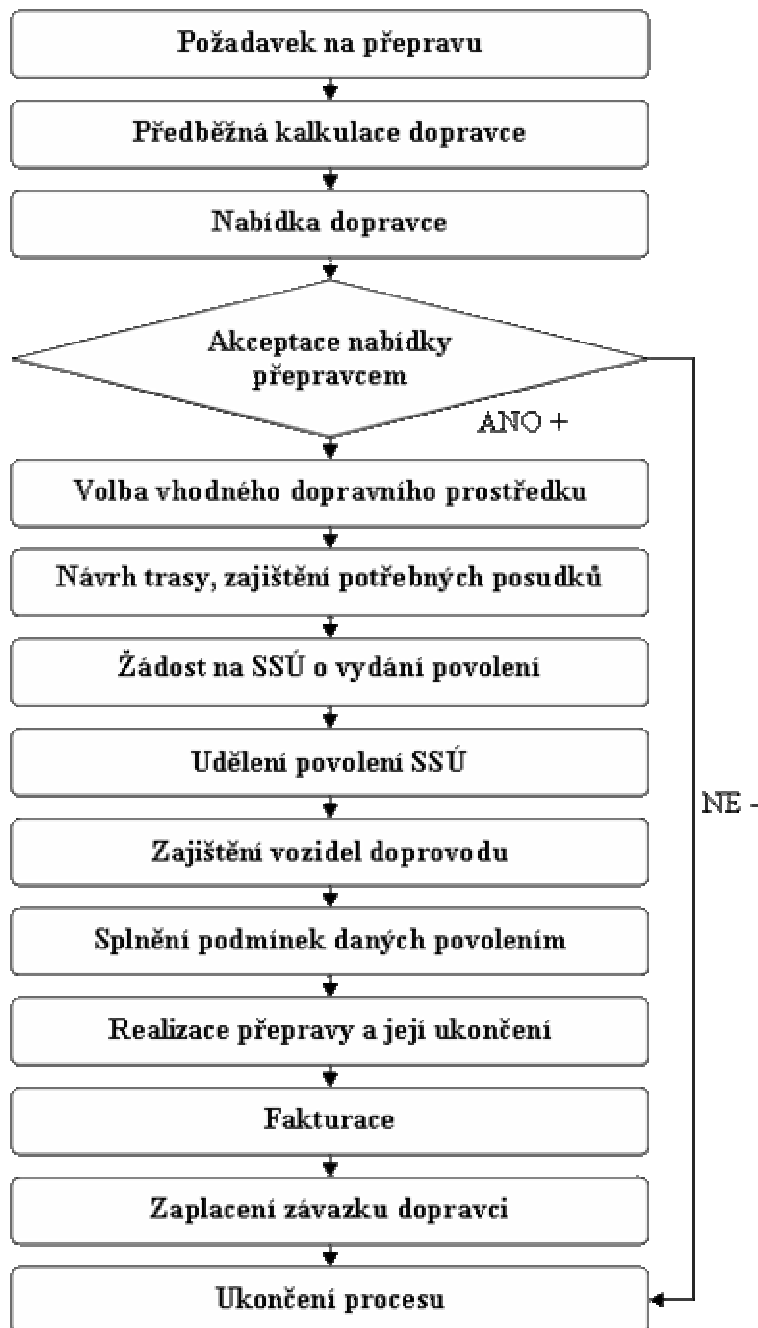 Požadavek na přepravu
Předběžná kalkulace dopravce
Nabídka dopravce
Akceptace nabídky
přepravcem
ANO +
Volba vhodného dopravního prostředku
Návrh trasy, zajištění potřebných posudků
Žádost na SSÚ o vydání povolení
Udělení povolení SSÚ
NE -
Zajištění vozidel doprovodu
Splnění podmínek daných povolením
Realizace přepravy a její ukončení
Fakturace
Zaplacení závazku dopravci
Ukončení procesu